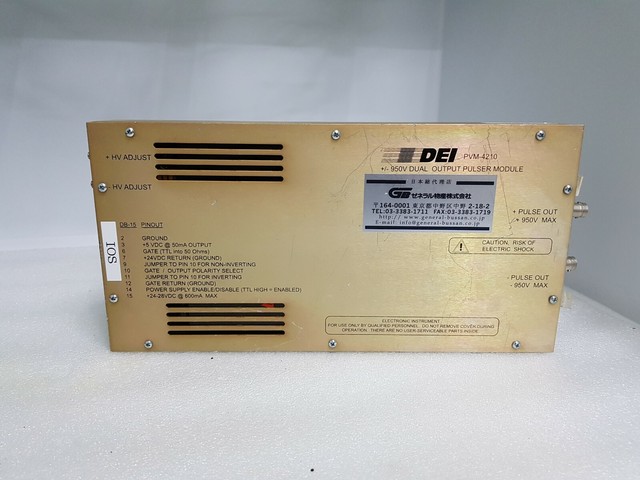 + HV ADJUST
- HV ADJUST
DEI PVM-4210
+/- 950V DUAL OUTPUT PULSER MODULE
日本総代理店
GB ゼネラル物産株式会社
〒164-0001 東京都中野区中野 2-18-2
TEL:03-3383-1711 FAX:03-3383-1719
http://www.general-bussan.co.jp
E-mail: info@general-bussan.co.jp
+ PULSE OUT
+ 950V MAX
CAUTION, RISK OF
ELECTRIC SHOCK
- PULSE OUT
- 950V MAX
IOS
DB-15 PINOUT
2 GROUND
3 +5 VDC @ 50mA OUTPUT
6 GATE (TTL into 50 Ohms)
7 +24VDC RETURN (GROUND)
9 JUMPER TO PIN 10 FOR NON-INVERTING
10 GATE / OUTPUT POLARITY SELECT
11 JUMPER TO PIN 10 FOR INVERTING
12 GATE RETURN (GROUND)
14 POWER SUPPLY ENABLE/DISABLE (TTL HIGH = ENABLED)
15 +24-28VDC @ 800mA MAX
ELECTRONIC INSTRUMENT
FOR USE ONLY BY QUALIFIED PERSONNEL. DO NOT REMOVE COVER DURING
OPERATION. THERE ARE NO USER-SERVICEABLE PARTS INSIDE.